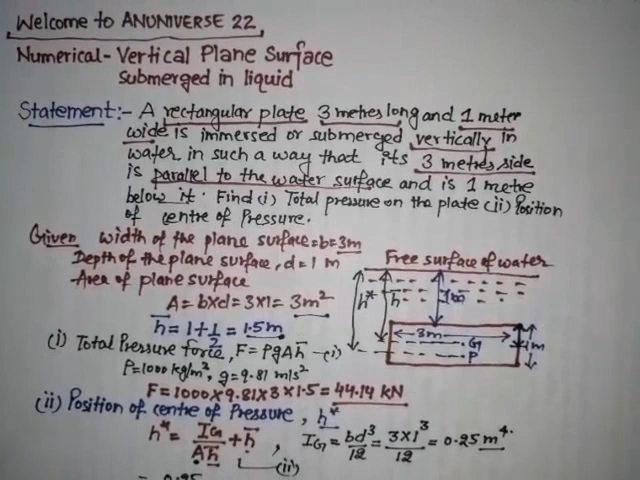 Welcome to ANUNIVERSE 22
Numerical - Vertical Plane Surface
Submerged in liquid
Statement:- A rectangular plate 3 metres long and 1 meter
wide is immersed or submerged vertically in
water in such a way that its 3 metres side
is parallel to the water surface and is 1 metre
below it. Find (i) Total pressure on the plate (ii) Position
of centre of Pressure.
Given width of the plane surface = b = 3m
Depth of the plane surface, d = 1 m
Area of plane surface
A = b×d = 3×1 = 3m²
h̄ = 1 + 1/2 = 1.5m
Free surface of water
h* h̄ 1m
3m
G
P
1m
(i) Total Pressure force, F = ρgAh̄ —(i)
ρ = 1000 kg/m³, g = 9.81 m/s²
F = 1000×9.81×3×1.5 = 44.14 KN
(ii) Position of centre of Pressure, h*
h* = IG/Ah̄ + h̄ , IG = bd³/12 = 3×1³/12 = 0.25 m⁴.
(ii)